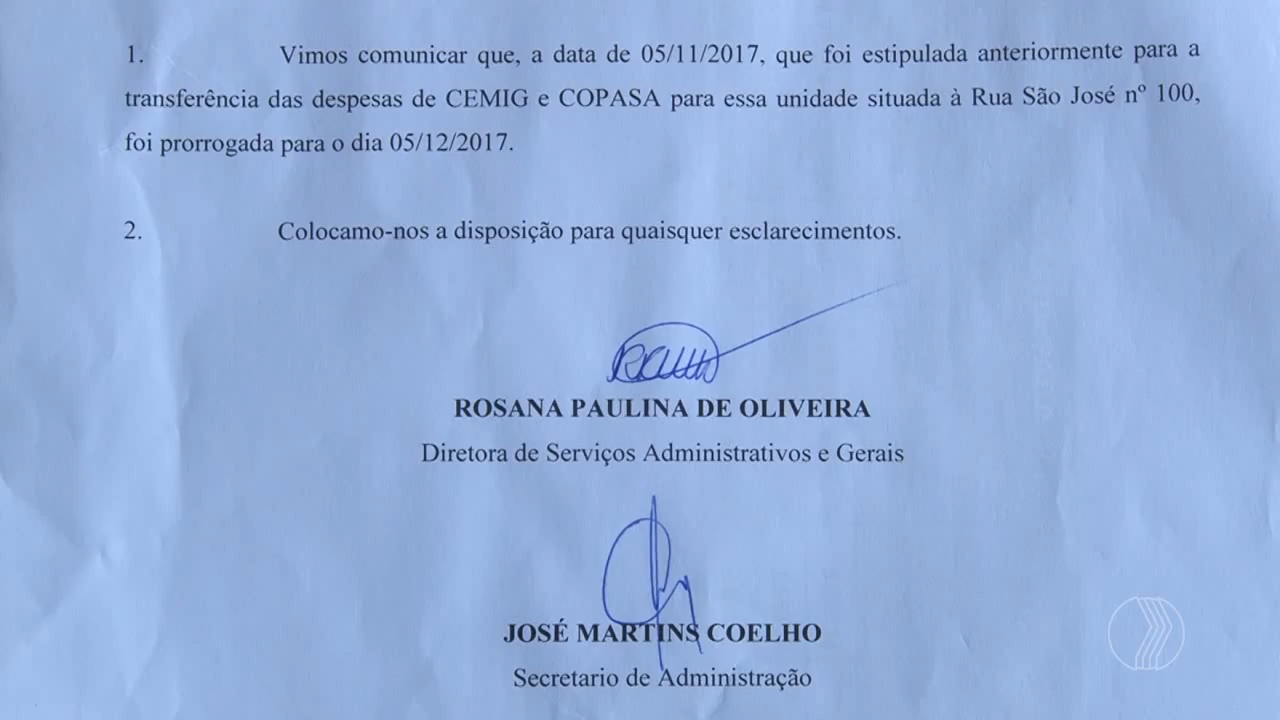 1. Vimos comunicar que, a data de 05/11/2017, que foi estipulada anteriormente para a
transferência das despesas de CEMIG e COPASA para essa unidade situada à Rua São José nº 100,
foi prorrogada para o dia 05/12/2017.
2. Colocamo-nos a disposição para quaisquer esclarecimentos.
ROSANA PAULINA DE OLIVEIRA
Diretora de Serviços Administrativos e Gerais
JOSÉ MARTINS COELHO
Secretario de Administração